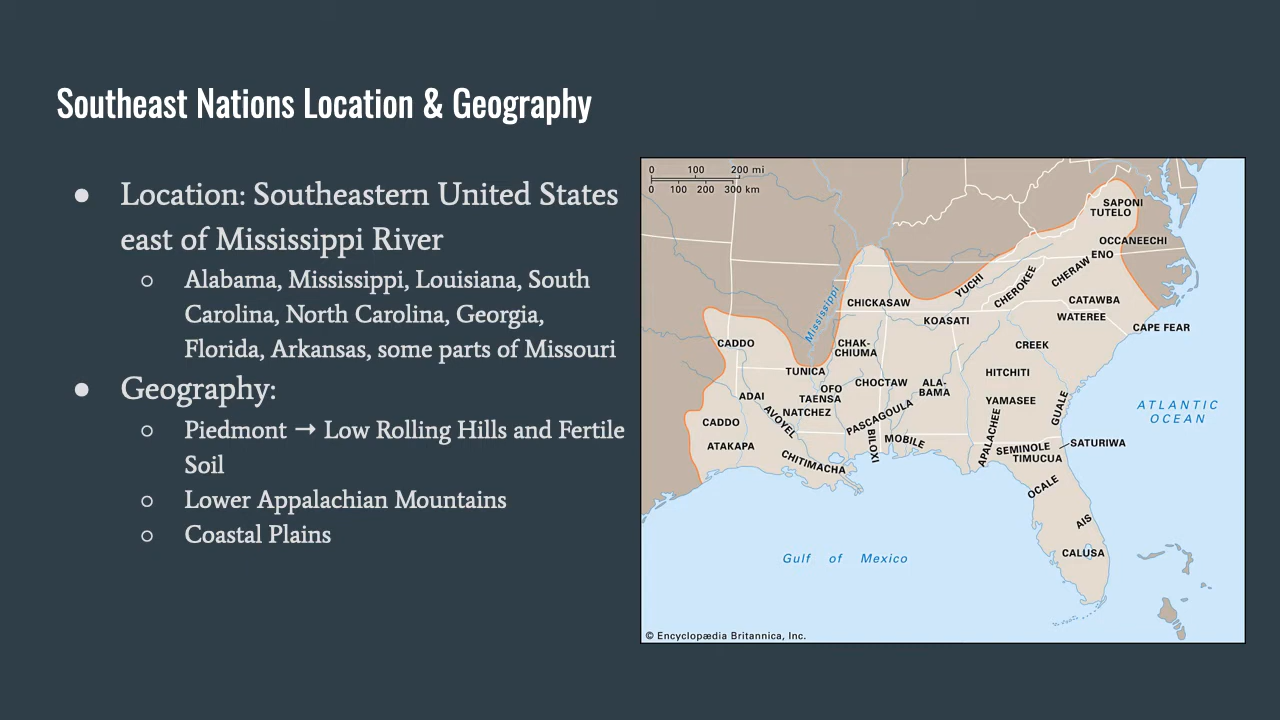 Southeast Nations Location & Geography
● Location: Southeastern United States
east of Mississippi River
○ Alabama, Mississippi, Louisiana, South
Carolina, North Carolina, Georgia,
Florida, Arkansas, some parts of Missouri
● Geography:
○ Piedmont → Low Rolling Hills and Fertile
Soil
○ Lower Appalachian Mountains
○ Coastal Plains
0 100 200 mi
0 100 200 300 km
SAPONI
TUTELO
OCCANEECHI
ENO
CHERAW
CHEROKEE
YUCHI
Mississippi
CHICKASAW
CATAWBA
WATEREE
KOASATI
CAPE FEAR
CADDO
CHAK-
CHIUMA
CREEK
TUNICA
HITCHITI
OFO
CHOCTAW
ALA-
BAMA
TAENSA
ADAI
NATCHEZ
YAMASEE
GUALE
ATLANTIC
OCEAN
AVOYEL
PASCAGOULA
CADDO
APALACHEE
ATAKAPA
BILOXI
MOBILE
SATURIWA
SEMINOLE
TIMUCUA
CHITIMACHA
OCALE
AIS
CALUSA
Gulf of Mexico
© Encyclopædia Britannica, Inc.